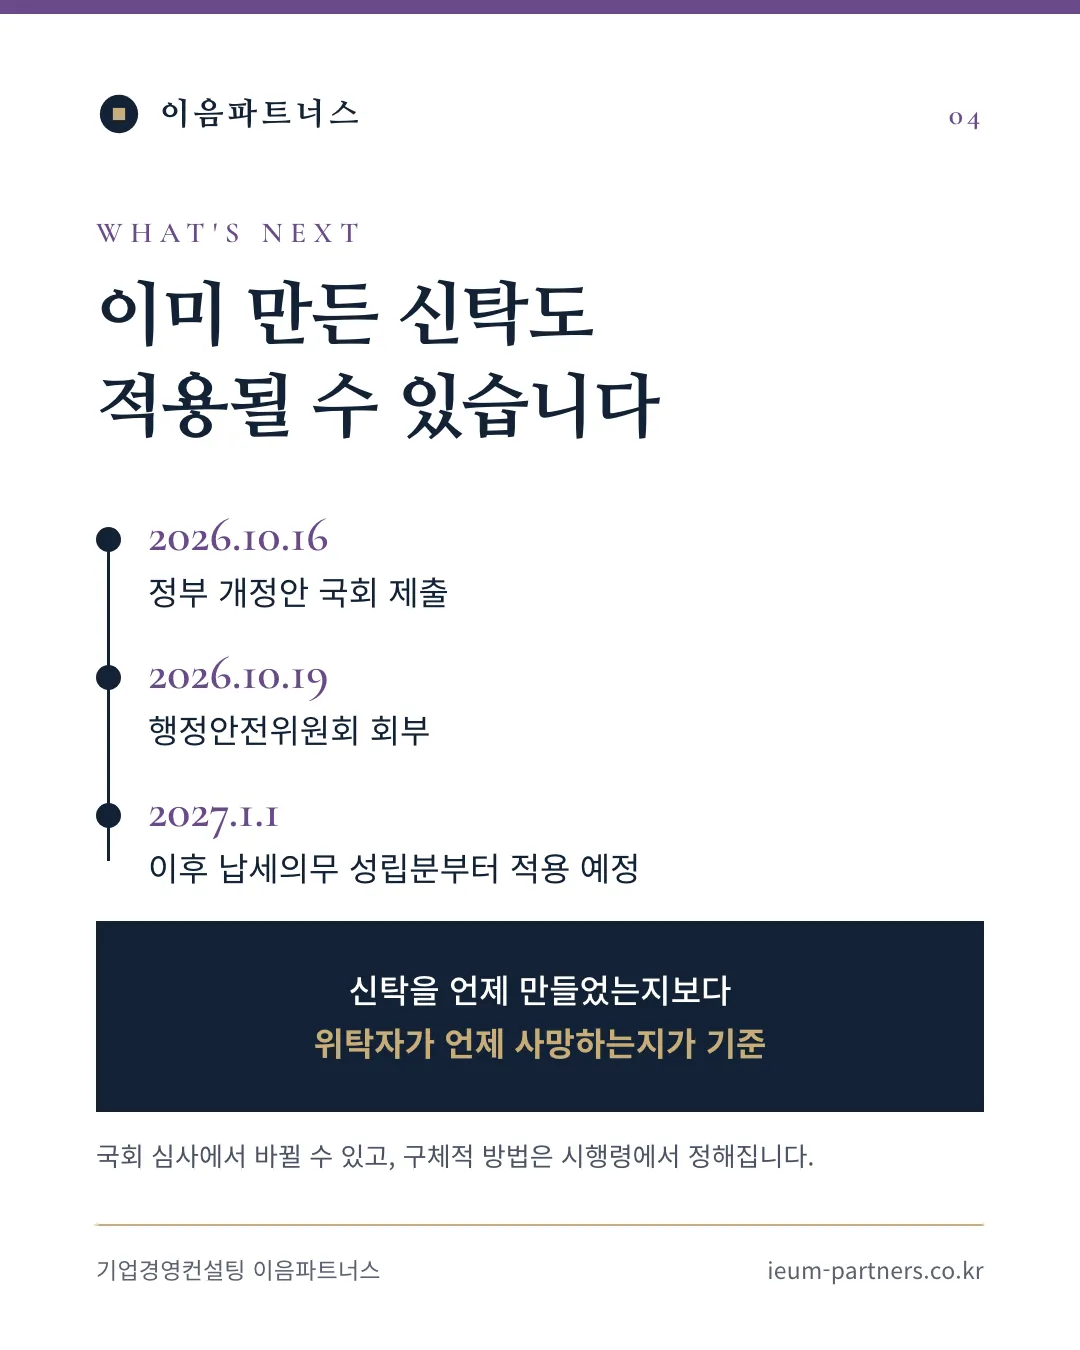 이음파트너스
04
WHAT'S NEXT
이미 만든 신탁도
적용될 수 있습니다
2026.10.16
정부 개정안 국회 제출
2026.10.19
행정안전위원회 회부
2027.1.1
이후 납세의무 성립분부터 적용 예정
신탁을 언제 만들었는지보다
위탁자가 언제 사망하는지가 기준
국회 심사에서 바뀔 수 있고, 구체적 방법은 시행령에서 정해집니다.
기업경영컨설팅 이음파트너스
ieum-partners.co.kr